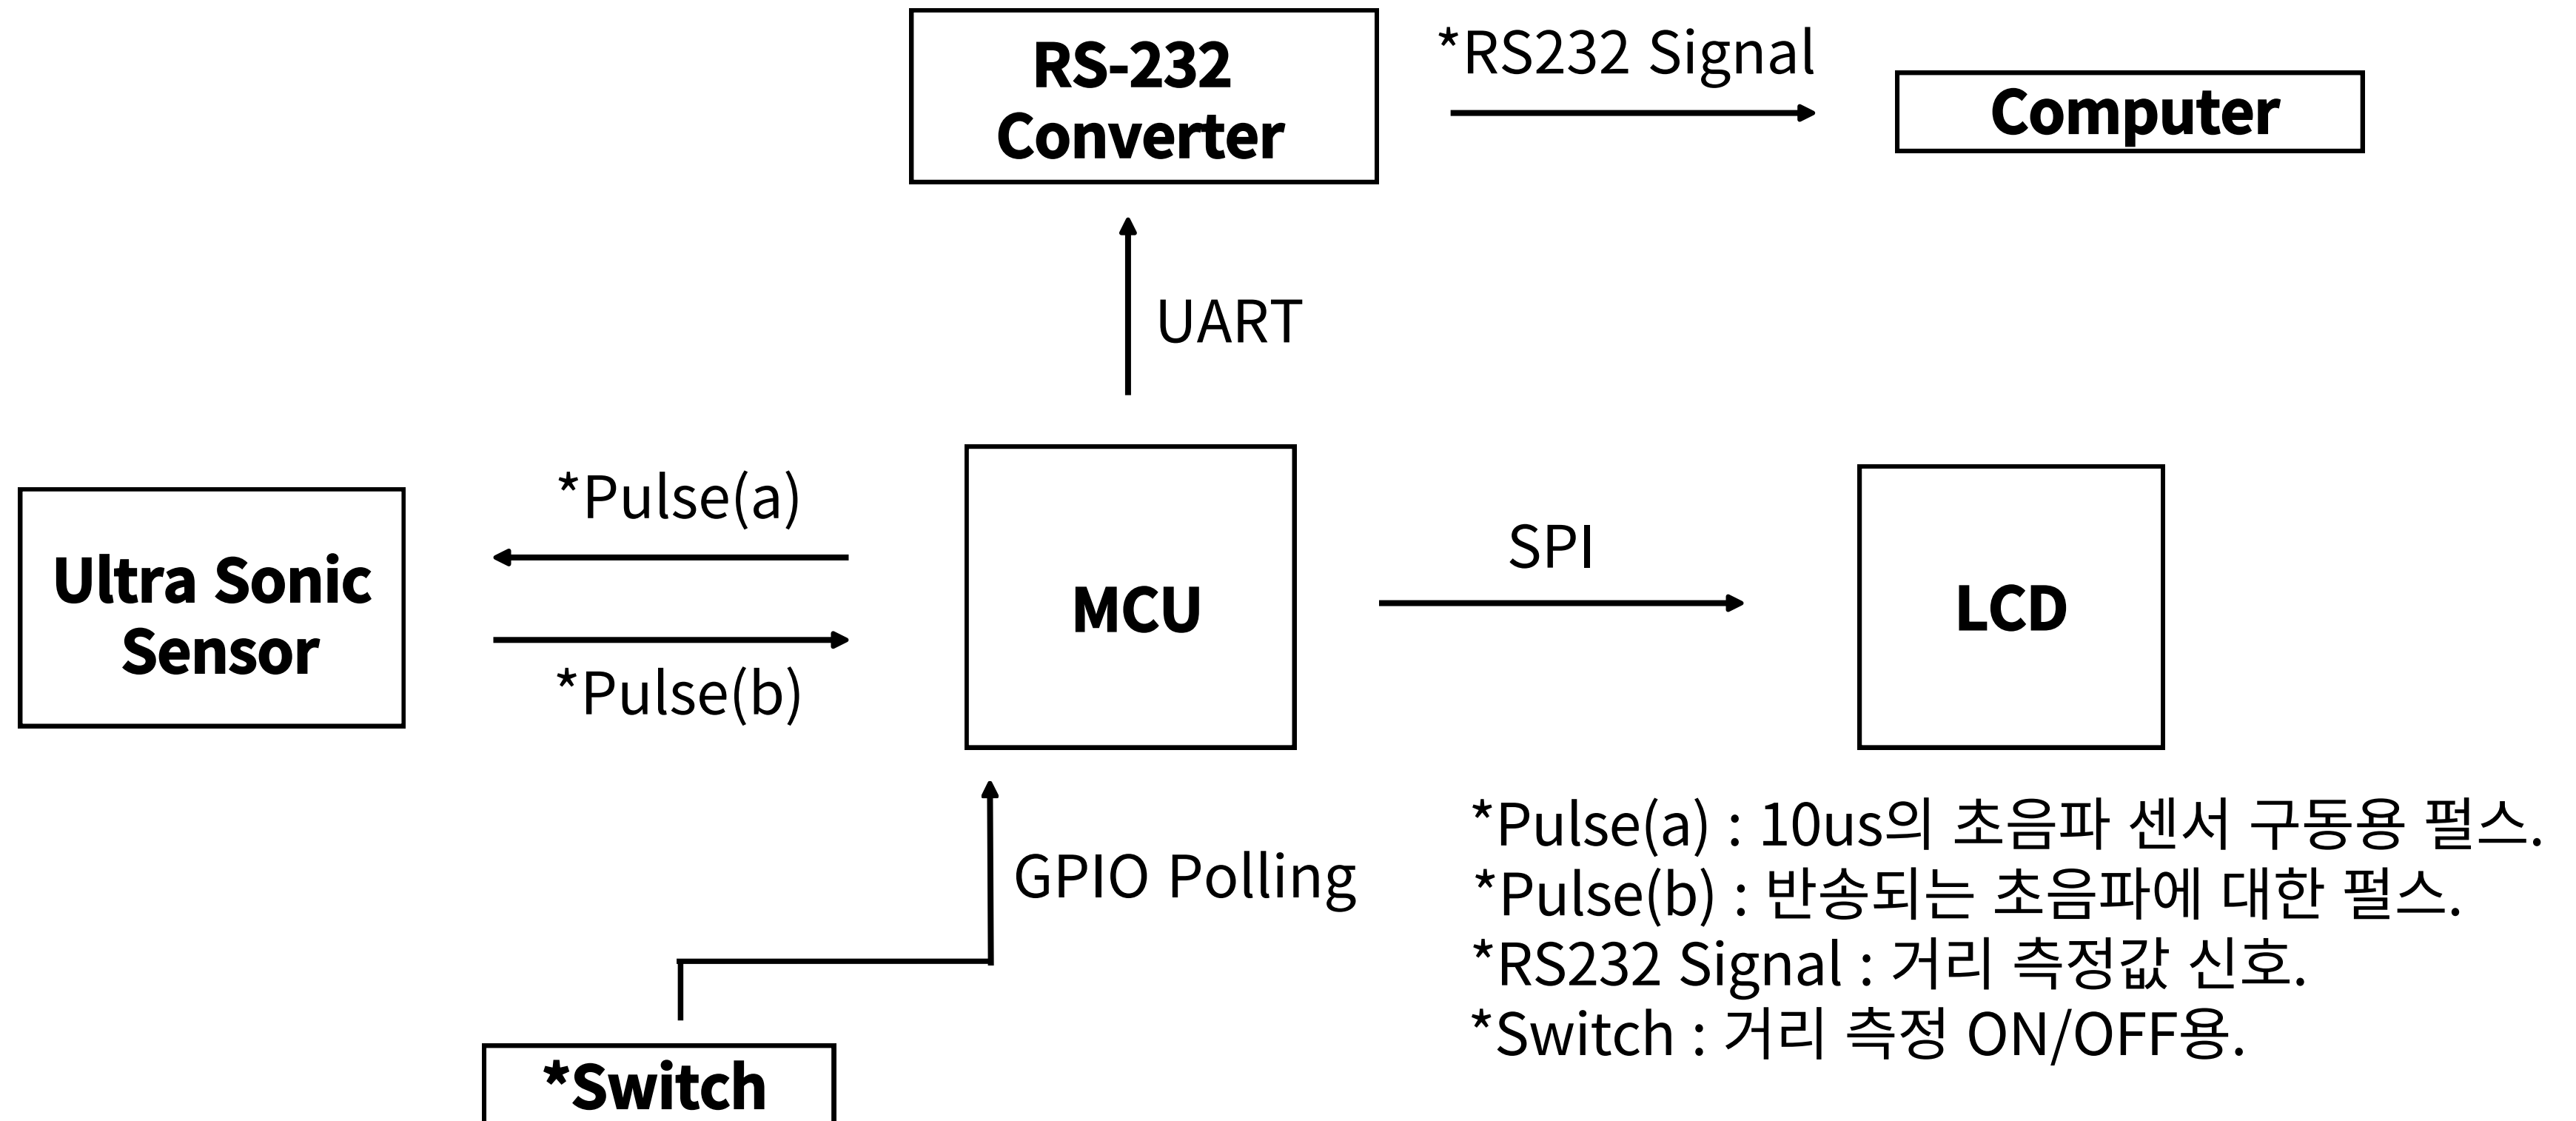 RS-232
Converter
*RS232 Signal
Computer
UART
*Pulse(a)
Ultra Sonic
Sensor
*Pulse(b)
MCU
SPI
LCD
GPIO Polling
*Switch
*Pulse(a) : 10us의 초음파 센서 구동용 펄스.
*Pulse(b) : 반송되는 초음파에 대한 펄스.
*RS232 Signal : 거리 측정값 신호.
*Switch : 거리 측정 ON/OFF용.